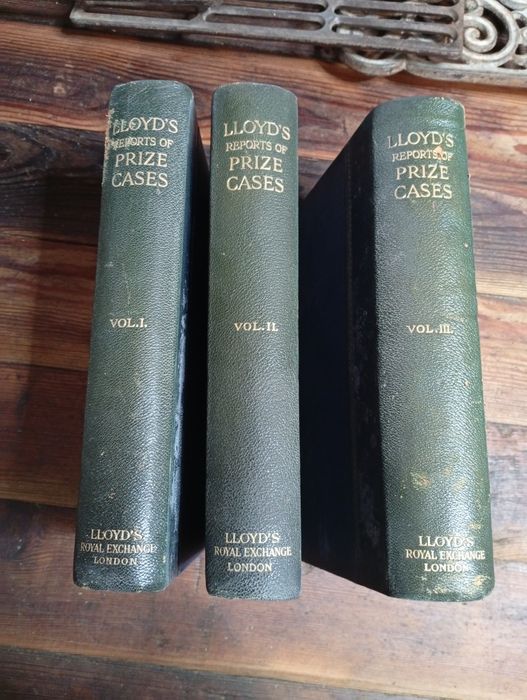 LLOYD'S
REPORTS OF
PRIZE
CASES
VOL.I.
LLOYD'S
ROYAL EXCHANGE
LONDON
LLOYD'S
REPORTS OF
PRIZE
CASES
VOL.II.
LLOYD'S
ROYAL EXCHANGE
LONDON
LLOYD'S
REPORTS OF
PRIZE
CASES
VOL.III.
LLOYD'S
ROYAL EXCHANGE
LONDON